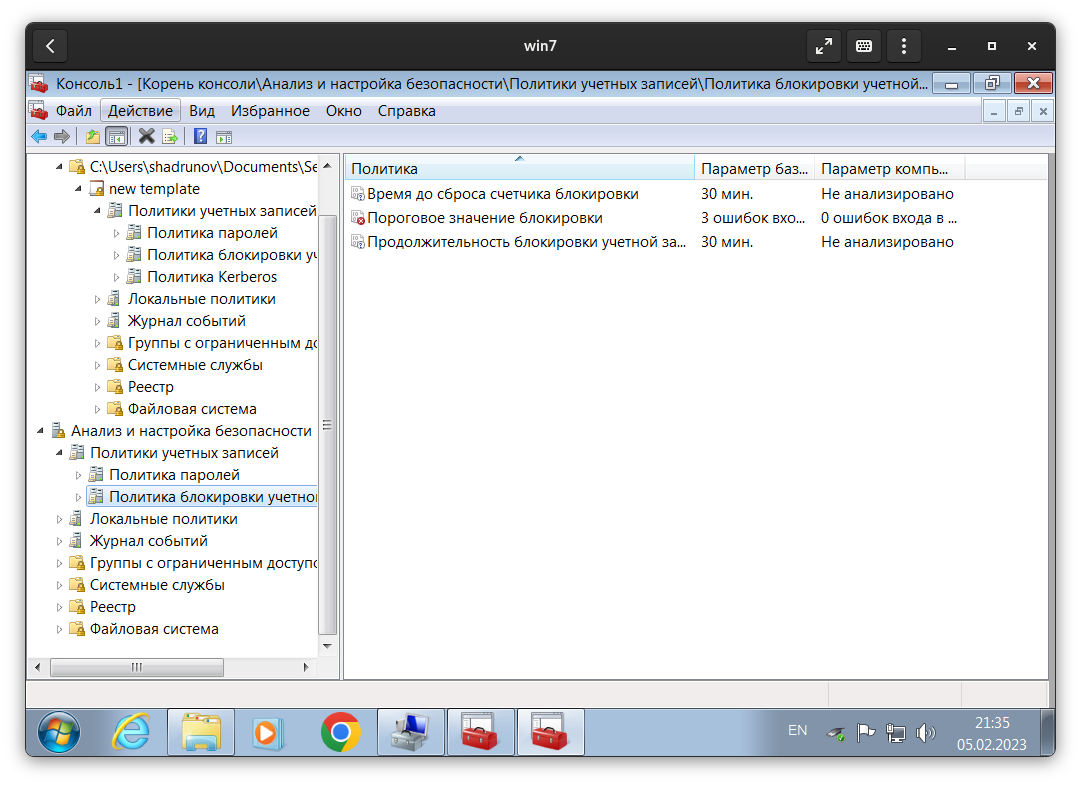 win7
Консоль1 - [Корень консоли\Анализ и настройка безопасности\Политики учетных записей\Политика блокировки учетной...
Файл Действие Вид Избранное Окно Справка
C:\Users\shadrunov\Documents\Se
new template
Политики учетных записей
Политика паролей
Политика блокировки уч
Политика Kerberos
Локальные политики
Журнал событий
Группы с ограниченным до
Системные службы
Реестр
Файловая система
Анализ и настройка безопасности
Политики учетных записей
Политика паролей
Политика блокировки учетно
Локальные политики
Журнал событий
Группы с ограниченным доступо
Системные службы
Реестр
Файловая система
Политика Параметр баз... Параметр компь...
Время до сброса счетчика блокировки 30 мин. Не анализировано
Пороговое значение блокировки 3 ошибок вхо... 0 ошибок входа в ...
Продолжительность блокировки учетной за... 30 мин. Не анализировано
EN
21:35
05.02.2023